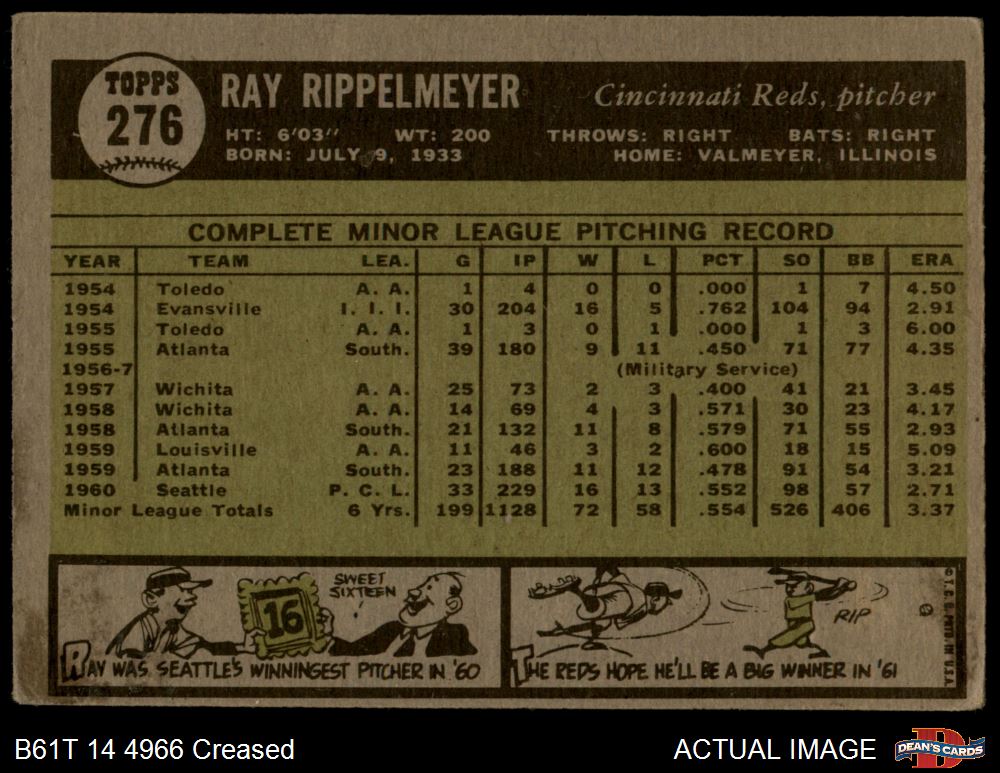 TOPPS
276
RAY RIPPELMEYER
Cincinnati Reds, pitcher
HT: 6'03" WT: 200 THROWS: RIGHT BATS: RIGHT
BORN: JULY 9, 1933 HOME: VALMEYER, ILLINOIS
COMPLETE MINOR LEAGUE PITCHING RECORD
YEAR TEAM LEA. G IP W L PCT SO BB ERA
1954 Toledo A. A. 1 4 0 0 .000 1 7 4.50
1954 Evansville I. I. I. 30 204 16 5 .762 104 94 2.91
1955 Toledo A. A. 1 3 0 1 .000 1 3 6.00
1955 Atlanta South. 39 180 9 11 .450 71 77 4.35
1956-7 (Military Service)
1957 Wichita A. A. 25 73 2 3 .400 41 21 3.45
1958 Wichita A. A. 14 69 4 3 .571 30 23 4.17
1958 Atlanta South. 21 132 11 8 .579 71 55 2.93
1959 Louisville A. A. 11 46 3 2 .600 18 15 5.09
1959 Atlanta South. 23 188 11 12 .478 91 54 3.21
1960 Seattle P. C. L. 33 229 16 13 .552 98 57 2.71
Minor League Totals 6 Yrs. 199 1128 72 58 .554 526 406 3.37
SWEET
SIXTEEN
!
16
RAY WAS SEATTLE'S WINNINGEST PITCHER IN '60
RIP
THE REDS HOPE HE'LL BE A BIG WINNER IN '61
© T. C. G. PRTD. IN U.S.A.
B61T 14 4966 Creased
ACTUAL IMAGE
D
DEAN'S CARDS